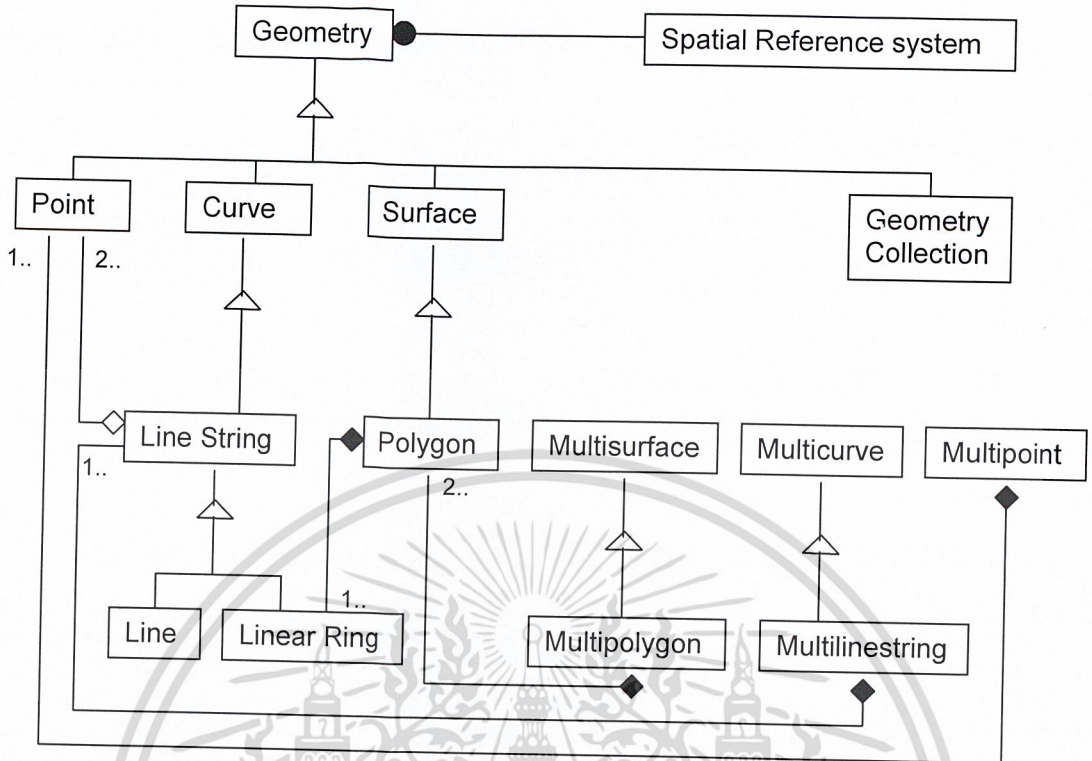 Geometry
Spatial Reference system
Point
Curve
Surface
Geometry
Collection
1..
2..
Line String
Polygon
Multisurface
Multicurve
Multipoint
1..
2..
1..
Line
Linear Ring
Multipolygon
Multilinestring